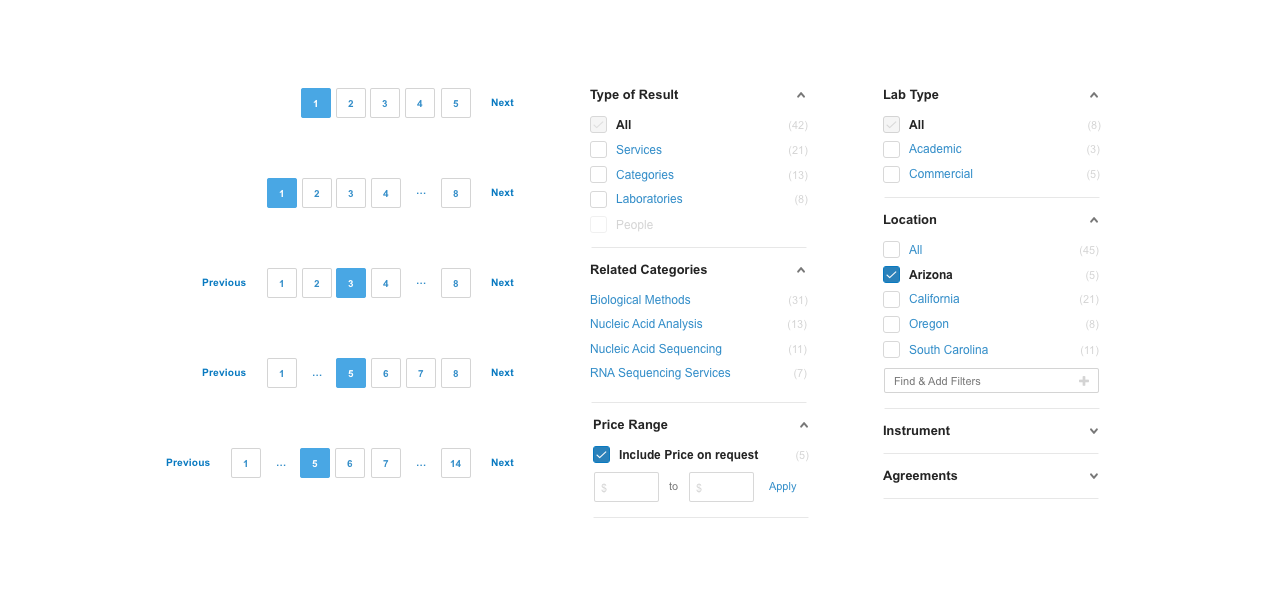 1 2 3 4 5 Next
1 2 3 4 ... 8 Next
Previous 1 2 3 4 ... 8 Next
Previous 1 ... 5 6 7 8 Next
Previous 1 ... 5 6 7 ... 14 Next
Type of Result
All (42)
Services (21)
Categories (13)
Laboratories (8)
People
Related Categories
Biological Methods (31)
Nucleic Acid Analysis (13)
Nucleic Acid Sequencing (11)
RNA Sequencing Services (7)
Price Range
Include Price on request (5)
$ to $ Apply
Lab Type
All (8)
Academic (3)
Commercial (5)
Location
All (45)
Arizona (5)
California (21)
Oregon (8)
South Carolina (11)
Find & Add Filters
Instrument
Agreements